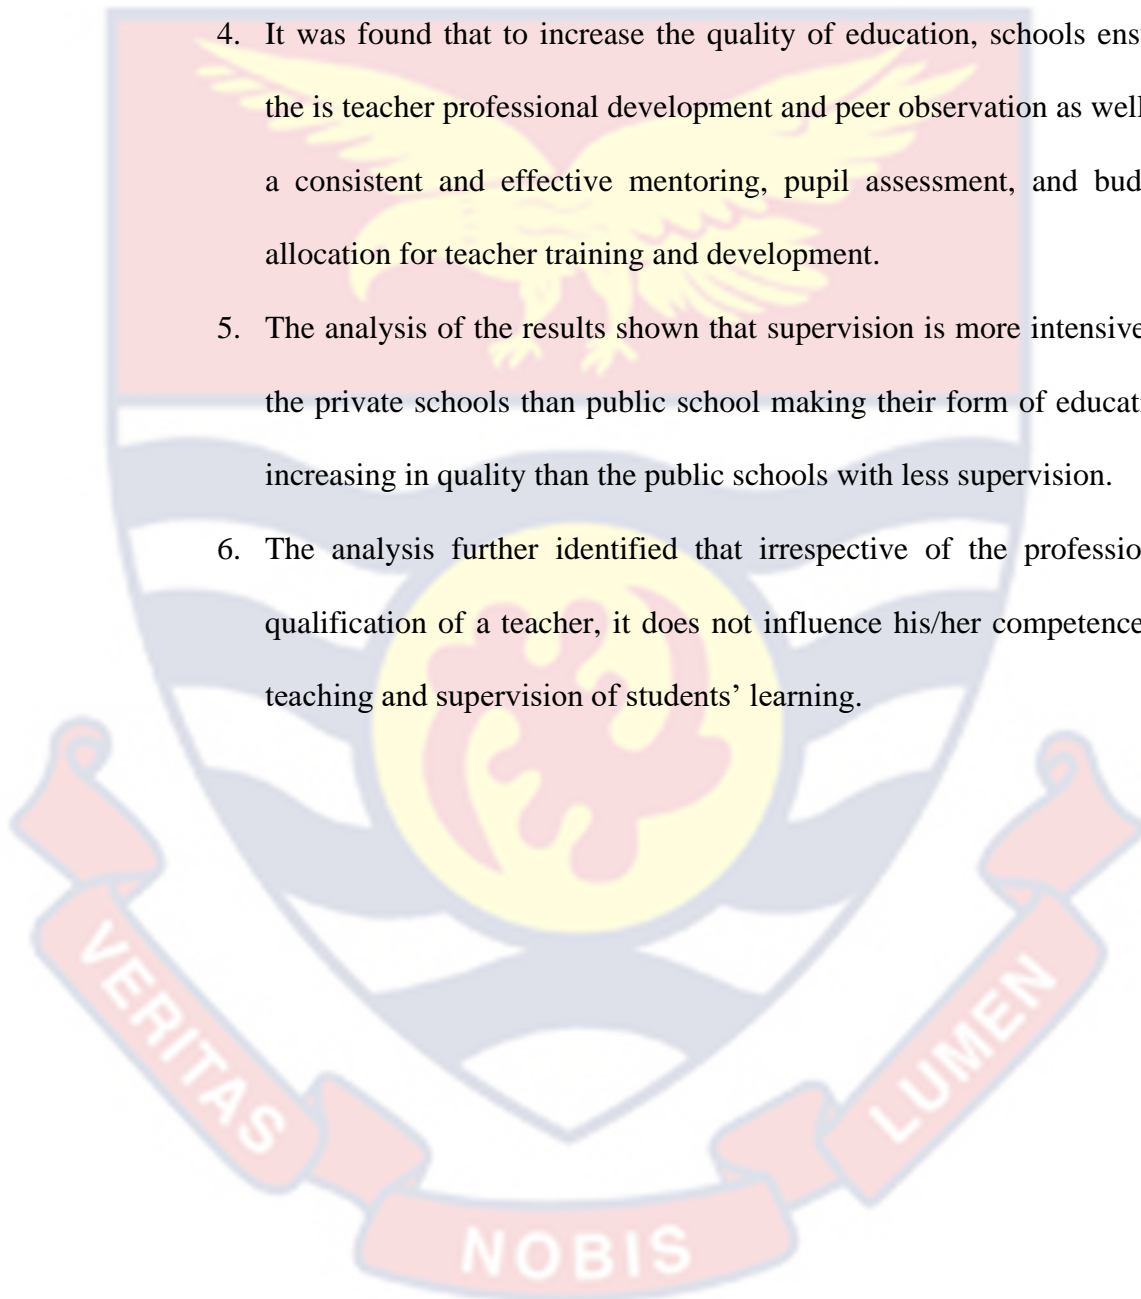 4. It was found that to increase the quality of education, schools ens
the is teacher professional development and peer observation as well
a consistent and effective mentoring, pupil assessment, and bud
allocation for teacher training and development.
5. The analysis of the results shown that supervision is more intensive
the private schools than public school making their form of educat
increasing in quality than the public schools with less supervision.
6. The analysis further identified that irrespective of the professio
qualification of a teacher, it does not influence his/her competence
teaching and supervision of students’ learning.
VERITAS
NOBIS
LUMEN